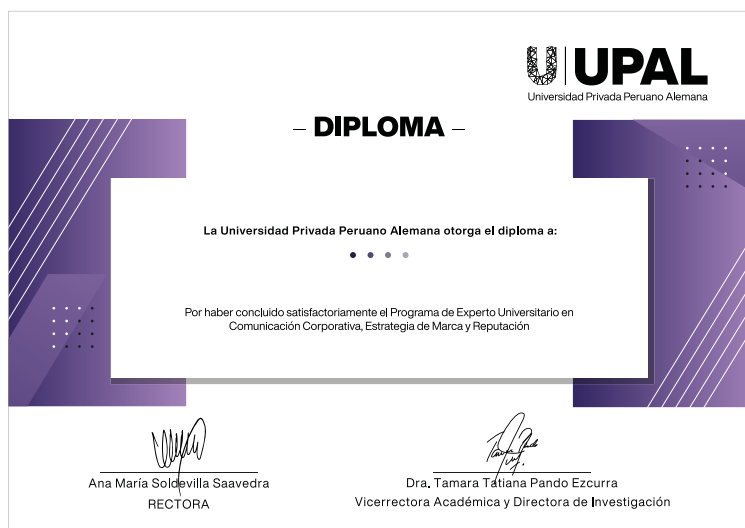 UPAL
Universidad Privada Peruano Alemana
– DIPLOMA –
La Universidad Privada Peruano Alemana otorga el diploma a:
Por haber concluido satisfactoriamente el Programa de Experto Universitario en
Comunicación Corporativa, Estrategia de Marca y Reputación
Ana María Soldevilla Saavedra
RECTORA
Dra. Tamara Tatiana Pando Ezcurra
Vicerrectora Académica y Directora de Investigación